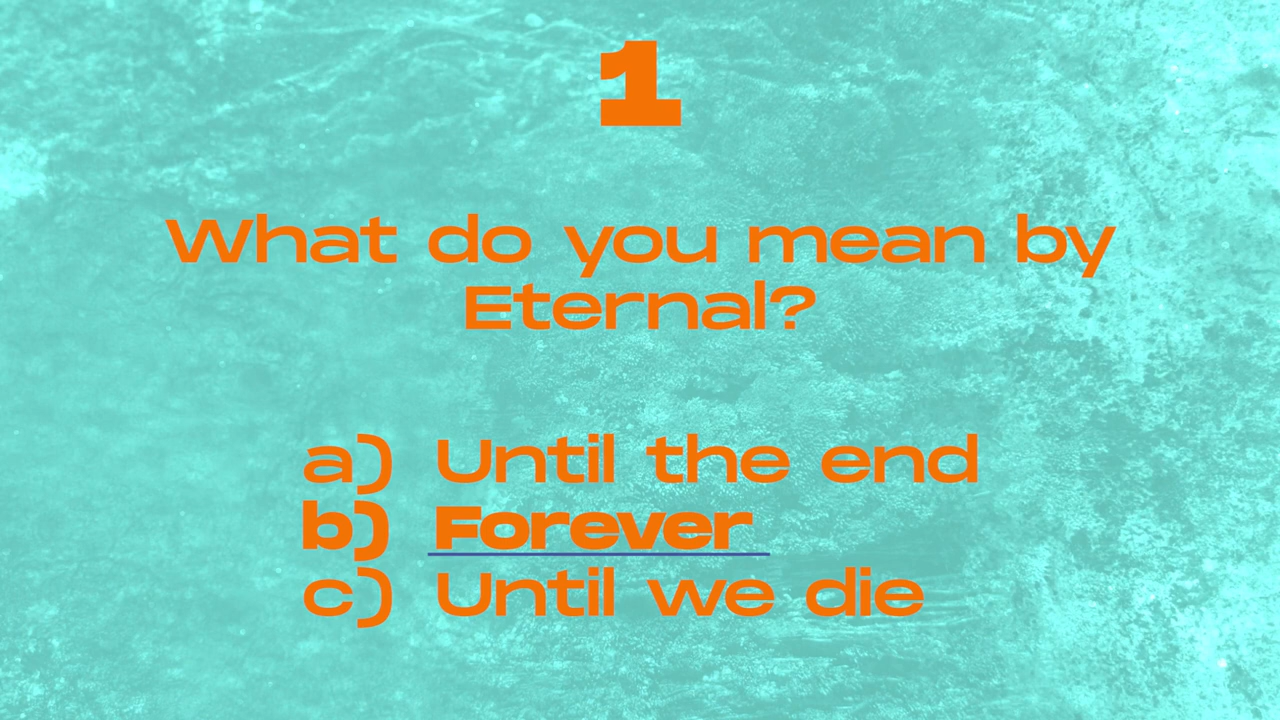 1
What do you mean by
Eternal?
a) Until the end
b) Forever
c) Until we die